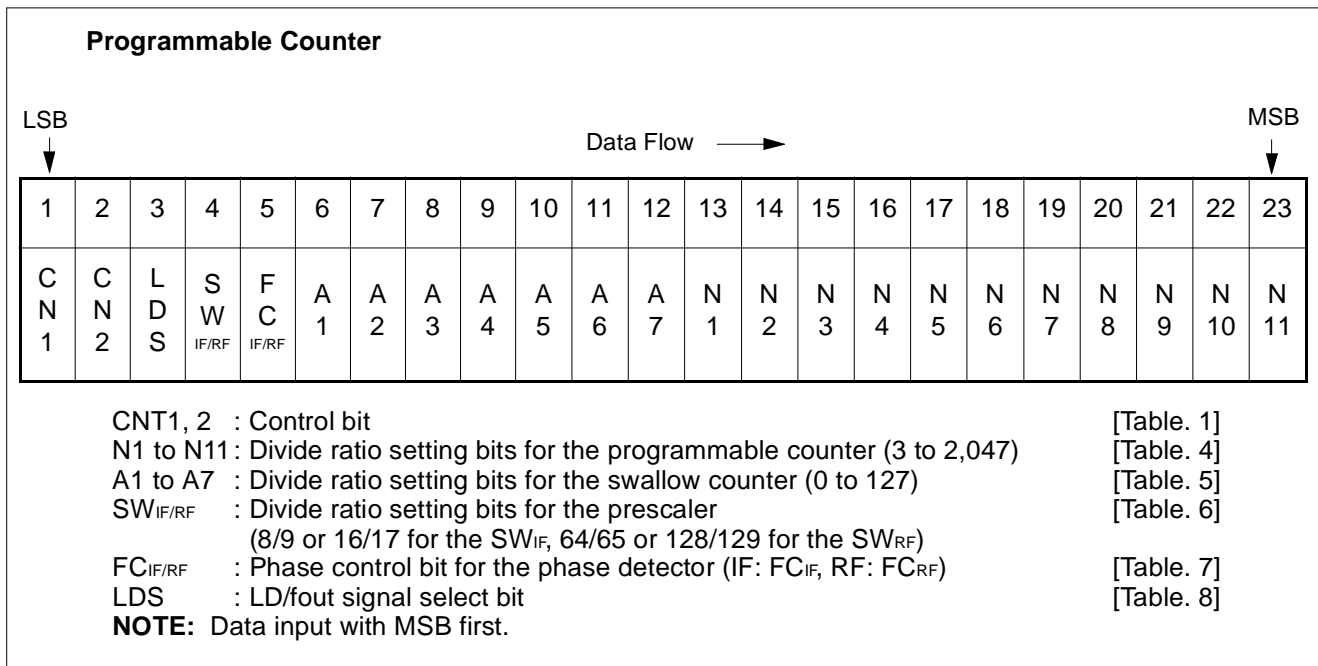 Programmable Counter
LSB
MSB
Data Flow
1 2 3 4 5 6 7 8 9 10 11 12 13 14 15 16 17 18 19 20 21 22 23
CN1 CN2 LDS SWIF/RF FCIF/RF A1 A2 A3 A4 A5 A6 A7 N1 N2 N3 N4 N5 N6 N7 N8 N9 N10 N11
CNT1, 2 : Control bit [Table. 1]
N1 to N11 : Divide ratio setting bits for the programmable counter (3 to 2,047) [Table. 4]
A1 to A7 : Divide ratio setting bits for the swallow counter (0 to 127) [Table. 5]
SWIF/RF : Divide ratio setting bits for the prescaler [Table. 6]
(8/9 or 16/17 for the SWIF, 64/65 or 128/129 for the SWRF)
FCIF/RF : Phase control bit for the phase detector (IF: FCIF, RF: FCRF) [Table. 7]
LDS : LD/fout signal select bit [Table. 8]
NOTE: Data input with MSB first.